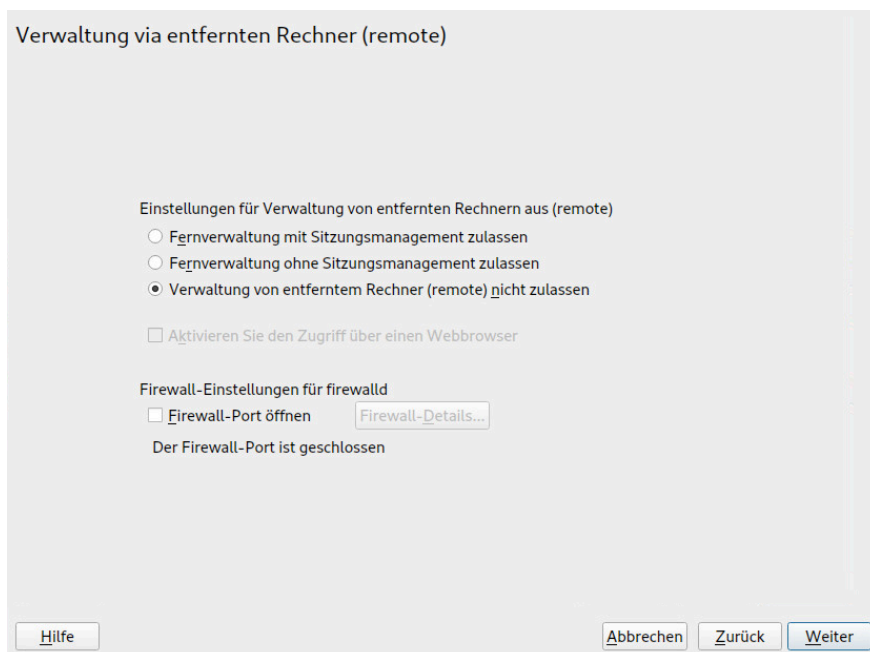 Verwaltung via entfernten Rechner (remote)
Einstellungen für Verwaltung von entfernten Rechnern aus (remote)
Fernverwaltung mit Sitzungsmanagement zulassen
Fernverwaltung ohne Sitzungsmanagement zulassen
Verwaltung von entferntem Rechner (remote) nicht zulassen
Aktivieren Sie den Zugriff über einen Webbrowser
Firewall-Einstellungen für firewalld
Firewall-Port öffnen Firewall-Details...
Der Firewall-Port ist geschlossen
Hilfe Abbrechen Zurück Weiter